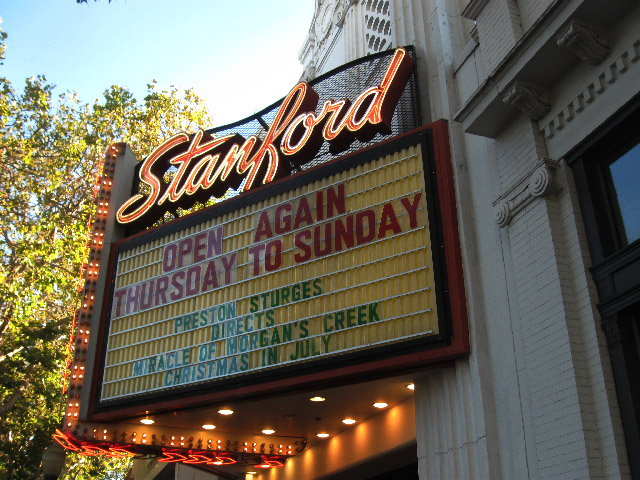 Stanford
OPEN AGAIN
THURSDAY TO SUNDAY
PRESTON STURGES
DIRECTS
MIRACLE OF MORGAN'S CREEK
CHRISTMAS IN JULY